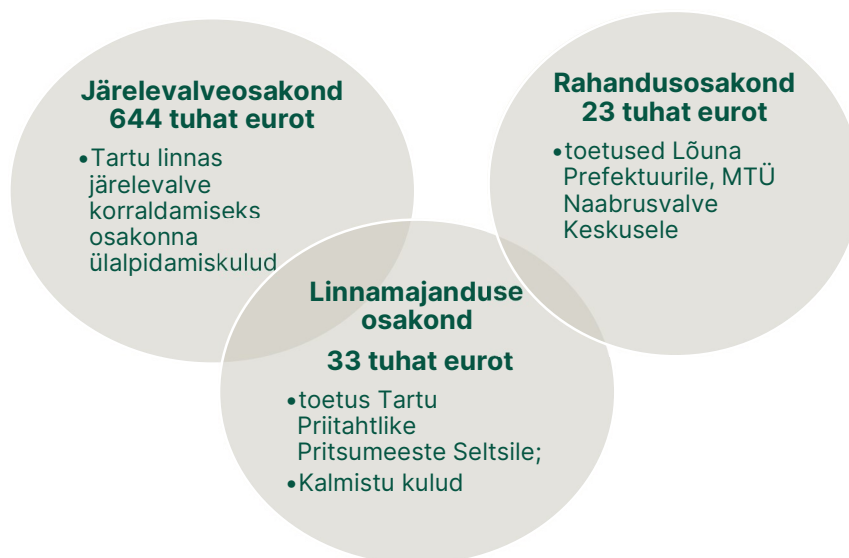 Järelevalveosakond
644 tuhat eurot
•Tartu linnas
järelevalve
korraldamiseks
osakonna
ülalpidamiskulud
Rahandusosakond
23 tuhat eurot
•toetused Lõuna
Prefektuurile, MTÜ
Naabrusvalve
Keskusele
Linnamajanduse
osakond
33 tuhat eurot
•toetus Tartu
Priitahtlike
Pritsumeeste Seltsile;
•Kalmistu kulud